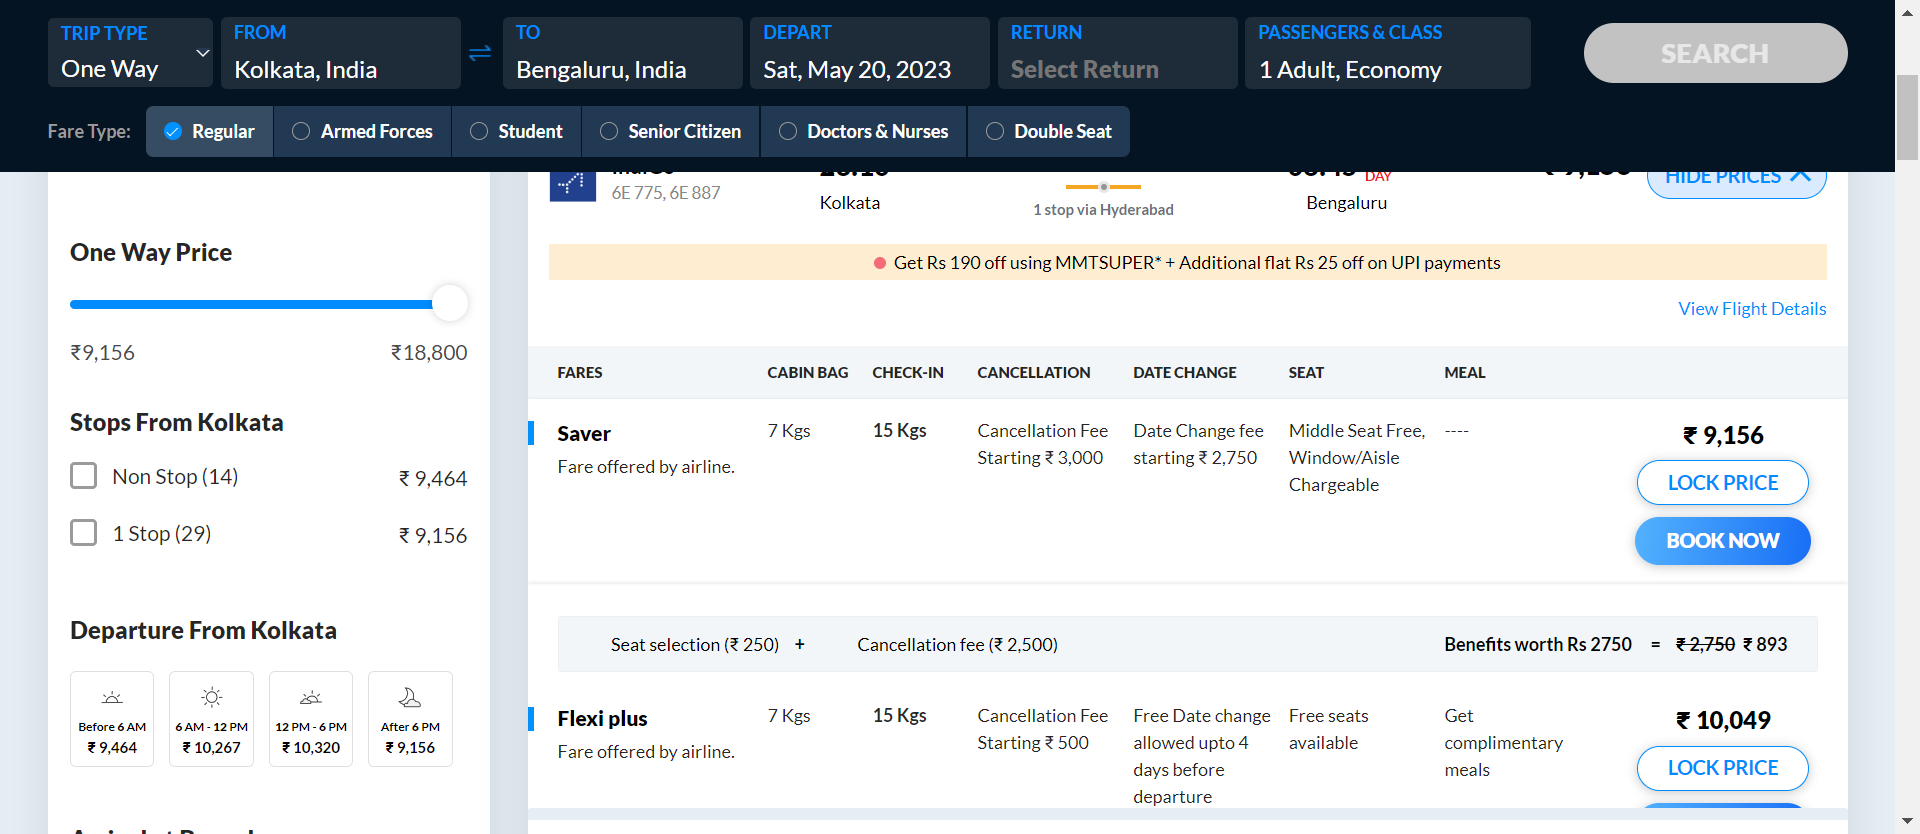 TRIP TYPE
One Way
FROM
Kolkata, India
TO
Bengaluru, India
DEPART
Sat, May 20, 2023
RETURN
Select Return
PASSENGERS & CLASS
1 Adult, Economy
SEARCH
Fare Type:
Regular
Armed Forces
Student
Senior Citizen
Doctors & Nurses
Double Seat
One Way Price
₹9,156
₹18,800
Stops From Kolkata
Non Stop (14)
₹ 9,464
1 Stop (29)
₹ 9,156
Departure From Kolkata
Before 6 AM
₹ 9,464
6 AM - 12 PM
₹ 10,267
12 PM - 6 PM
₹ 10,320
After 6 PM
₹ 9,156
6E 775, 6E 887
Kolkata
1 stop via Hyderabad
DAY
Bengaluru
HIDE PRICES
Get Rs 190 off using MMTSUPER* + Additional flat Rs 25 off on UPI payments
View Flight Details
FARES CABIN BAG CHECK-IN CANCELLATION DATE CHANGE SEAT MEAL
Saver
Fare offered by airline.
7 Kgs
15 Kgs
Cancellation Fee
Starting ₹ 3,000
Date Change fee
starting ₹ 2,750
Middle Seat Free,
Window/Aisle
Chargeable
----
₹ 9,156
LOCK PRICE
BOOK NOW
Seat selection (₹ 250) + Cancellation fee (₹ 2,500) Benefits worth Rs 2750 = ₹ 2,750 ₹ 893
Flexi plus
Fare offered by airline.
7 Kgs
15 Kgs
Cancellation Fee
Starting ₹ 500
Free Date change
allowed upto 4
days before
departure
Free seats
available
Get
complimentary
meals
₹ 10,049
LOCK PRICE